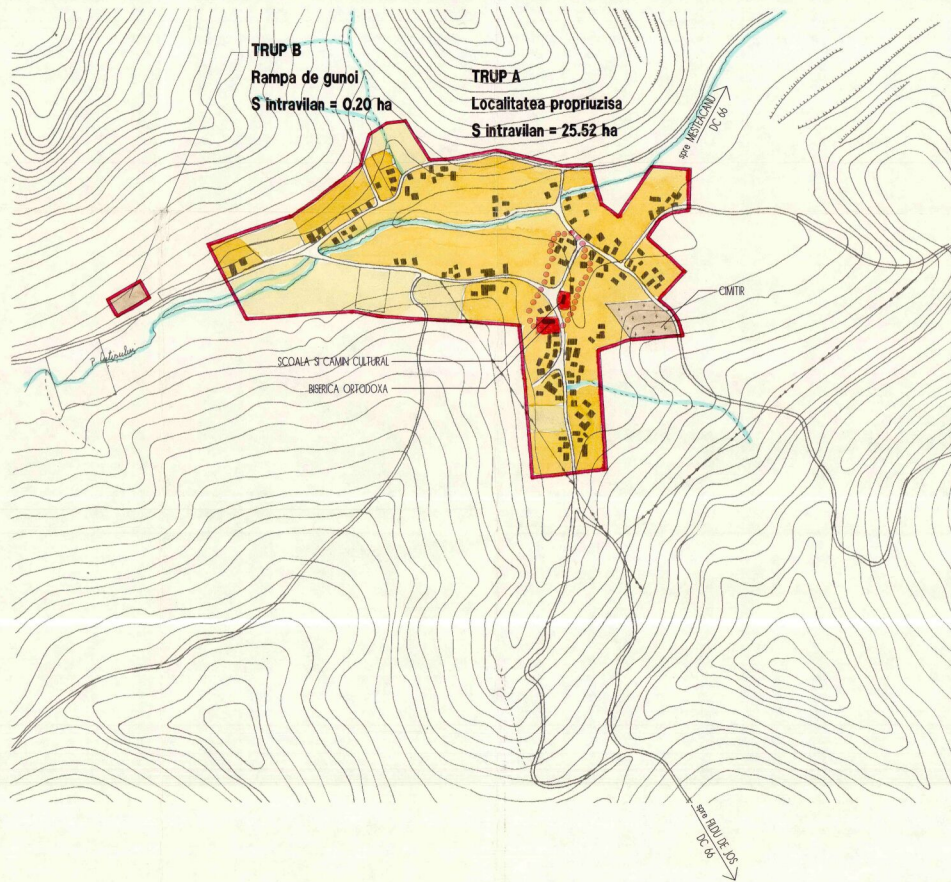 TRUP B
Rampa de gunoi
S intravilan = 0.20 ha
TRUP A
Localitatea propriuzisa
S intravilan = 25.52 ha
spre MESTEACANU
DC 66
CIMITIR
SCOALA SI CAMIN CULTURAL
BISERICA ORTODOXA
P.
spre FILDU DE JOS
DC 66